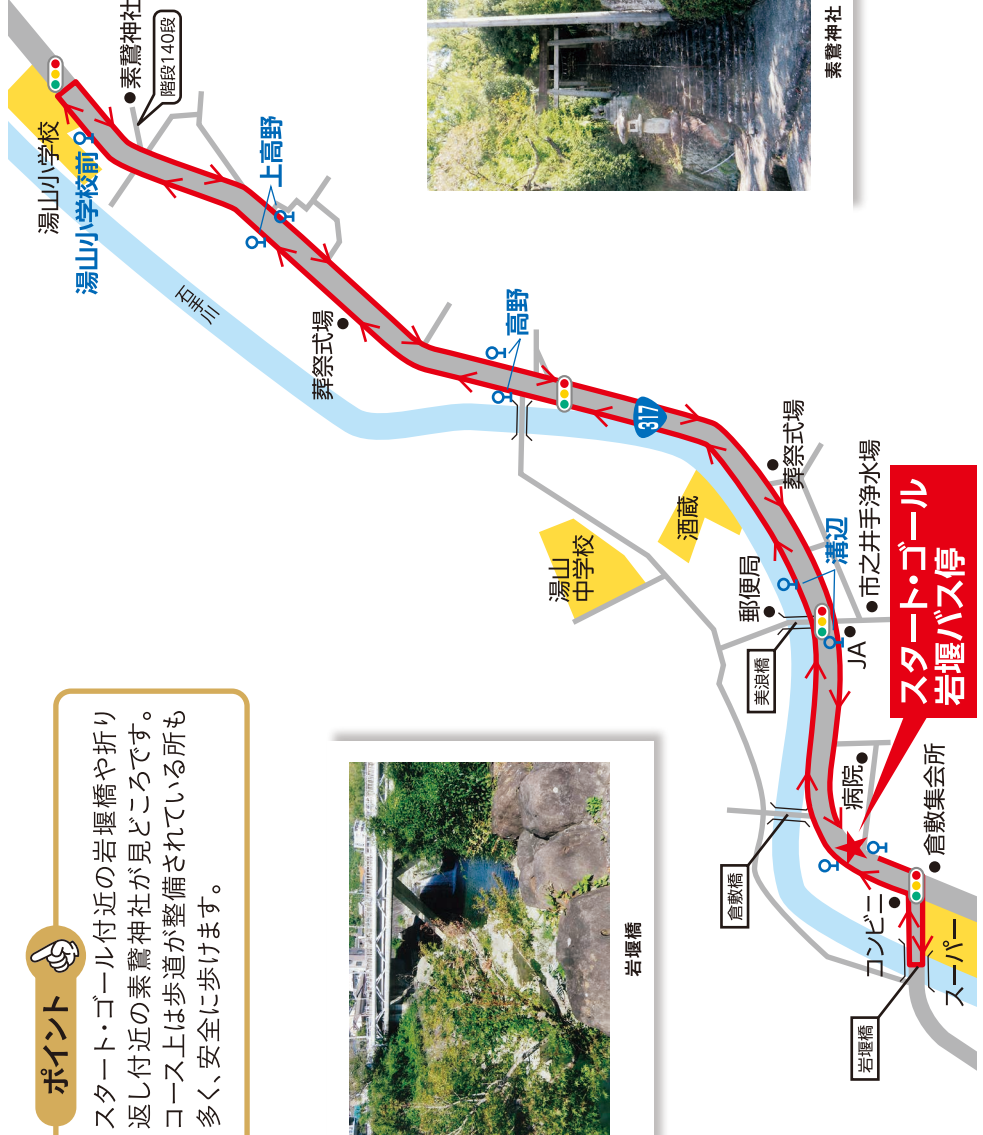 ポイント
スタート・ゴール付近の岩堰橋や折り
返し付近の素鵞神社が見どころです。
コース上は歩道が整備されている所も
多く、安全に歩けます。
岩堰橋
素鵞神社
湯山小学校
湯山小学校前
素鵞神社
階段140段
上高野
石手川
葬祭式場
高野
317
葬祭式場
酒蔵
湯山
中学校
郵便局
溝辺
市之井手浄水場
美浪橋
JA
スタート・ゴール
岩堰バス停
病院
倉敷橋
倉敷集会所
コンビニ
スーパー
岩堰橋